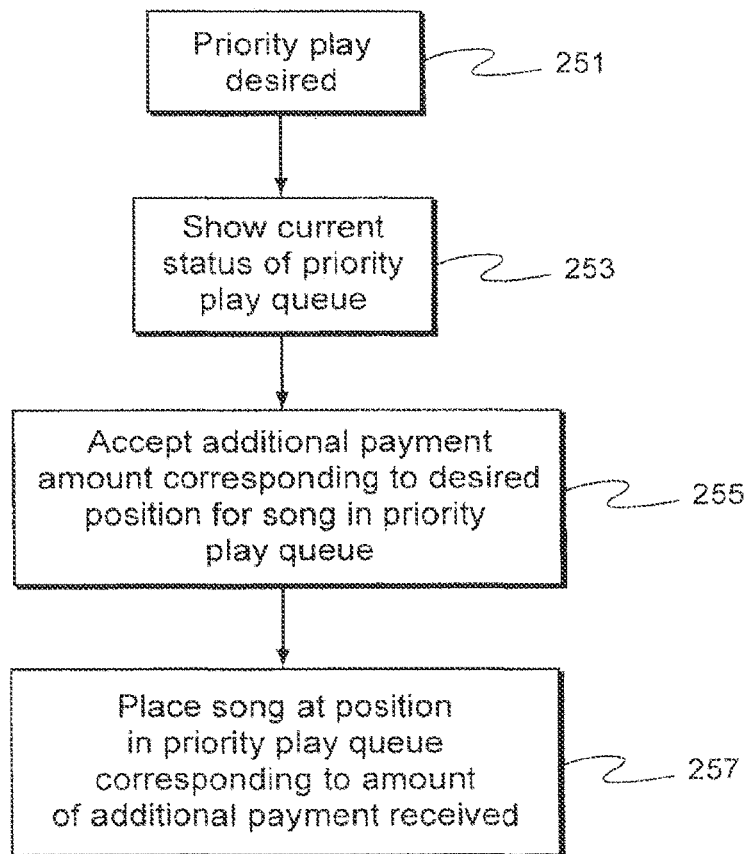 Priority play
desired
251
Show current
status of priority
play queue
253
Accept additional payment
amount corresponding to desired
position for song in priority
play queue
255
Place song at position
in priority play queue
corresponding to amount
of additional payment received
257